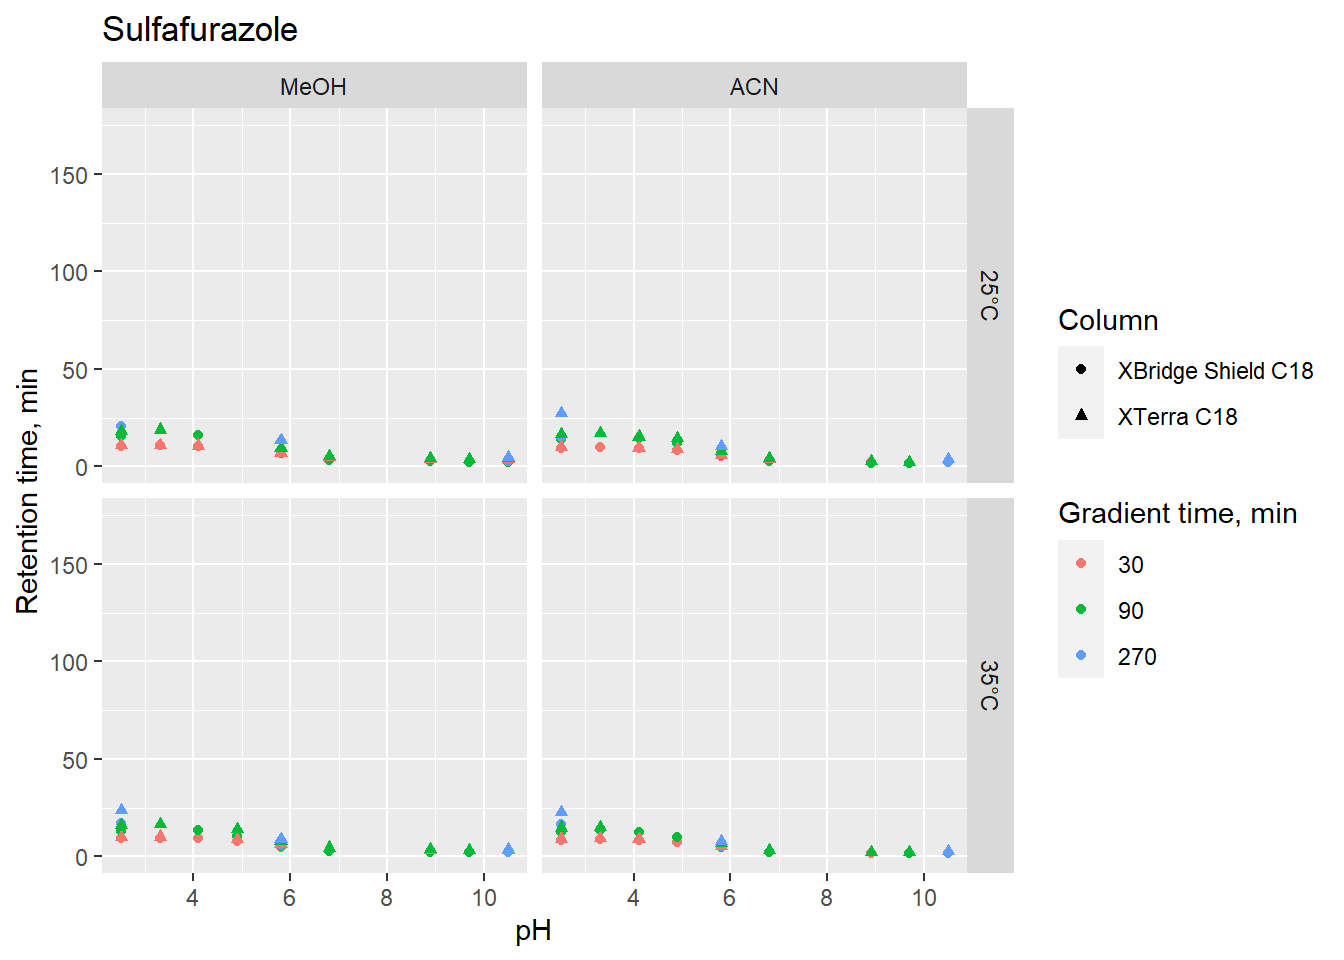 Sulfafurazole
MeOH
ACN
150
100
50
0
25°C
150
100
50
0
35°C
4
6
8
10
4
6
8
10
pH
Retention time, min
Column
XBridge Shield C18
XTerra C18
Gradient time, min
30
90
270